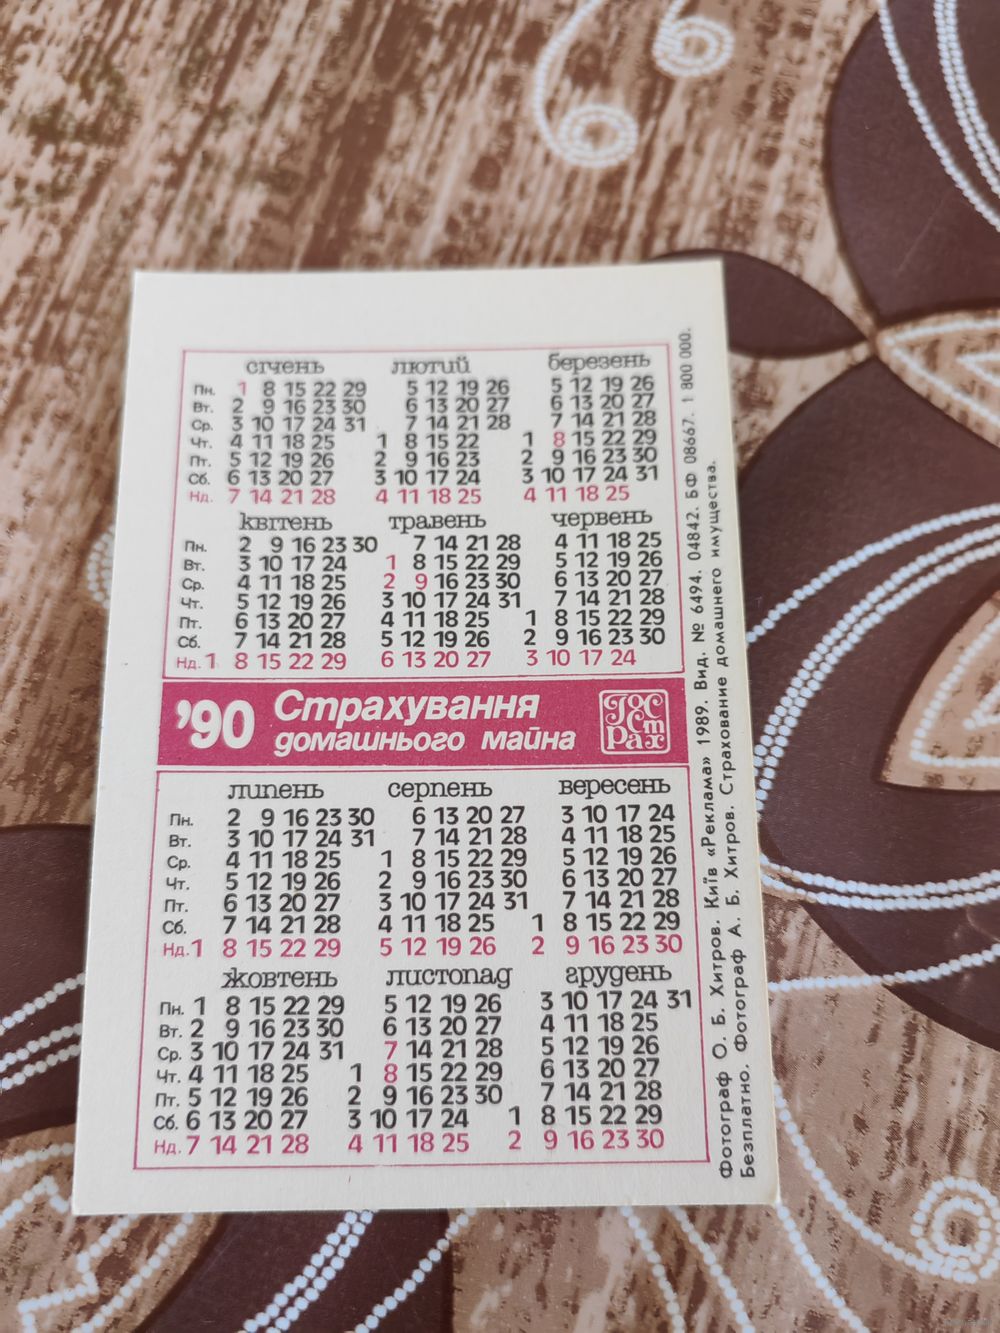 січень лютий березень
Пн. 1 8 15 22 29 5 12 19 26 5 12 19 26
Вт. 2 9 16 23 30 6 13 20 27 6 13 20 27
Ср. 3 10 17 24 31 7 14 21 28 7 14 21 28
Чт. 4 11 18 25 1 8 15 22 1 8 15 22 29
Пт. 5 12 19 26 2 9 16 23 2 9 16 23 30
Сб. 6 13 20 27 3 10 17 24 3 10 17 24 31
Нд. 7 14 21 28 4 11 18 25 4 11 18 25
квітень травень червень
Пн. 2 9 16 23 30 7 14 21 28 4 11 18 25
Вт. 3 10 17 24 1 8 15 22 29 5 12 19 26
Ср. 4 11 18 25 2 9 16 23 30 6 13 20 27
Чт. 5 12 19 26 3 10 17 24 31 7 14 21 28
Пт. 6 13 20 27 4 11 18 25 1 8 15 22 29
Сб. 7 14 21 28 5 12 19 26 2 9 16 23 30
Нд. 1 8 15 22 29 6 13 20 27 3 10 17 24
'90 Страхування
домашнього майна
Гос
ст
Рах
липень серпень вересень
Пн. 2 9 16 23 30 6 13 20 27 3 10 17 24
Вт. 3 10 17 24 31 7 14 21 28 4 11 18 25
Ср. 4 11 18 25 1 8 15 22 29 5 12 19 26
Чт. 5 12 19 26 2 9 16 23 30 6 13 20 27
Пт. 6 13 20 27 3 10 17 24 31 7 14 21 28
Сб. 7 14 21 28 4 11 18 25 1 8 15 22 29
Нд. 1 8 15 22 29 5 12 19 26 2 9 16 23 30
жовтень листопад грудень
Пн. 1 8 15 22 29 5 12 19 26 3 10 17 24 31
Вт. 2 9 16 23 30 6 13 20 27 4 11 18 25
Ср. 3 10 17 24 31 7 14 21 28 5 12 19 26
Чт. 4 11 18 25 1 8 15 22 29 6 13 20 27
Пт. 5 12 19 26 2 9 16 23 30 7 14 21 28
Сб. 6 13 20 27 3 10 17 24 1 8 15 22 29
Нд. 7 14 21 28 4 11 18 25 2 9 16 23 30
Фотограф О. Б. Хитров. Київ «Реклама» 1989. Вид. № 6494. 04842. БФ 08667. 1 800 000.
Безплатно. Фотограф А. Б. Хитров. Страхование домашнего имущества.